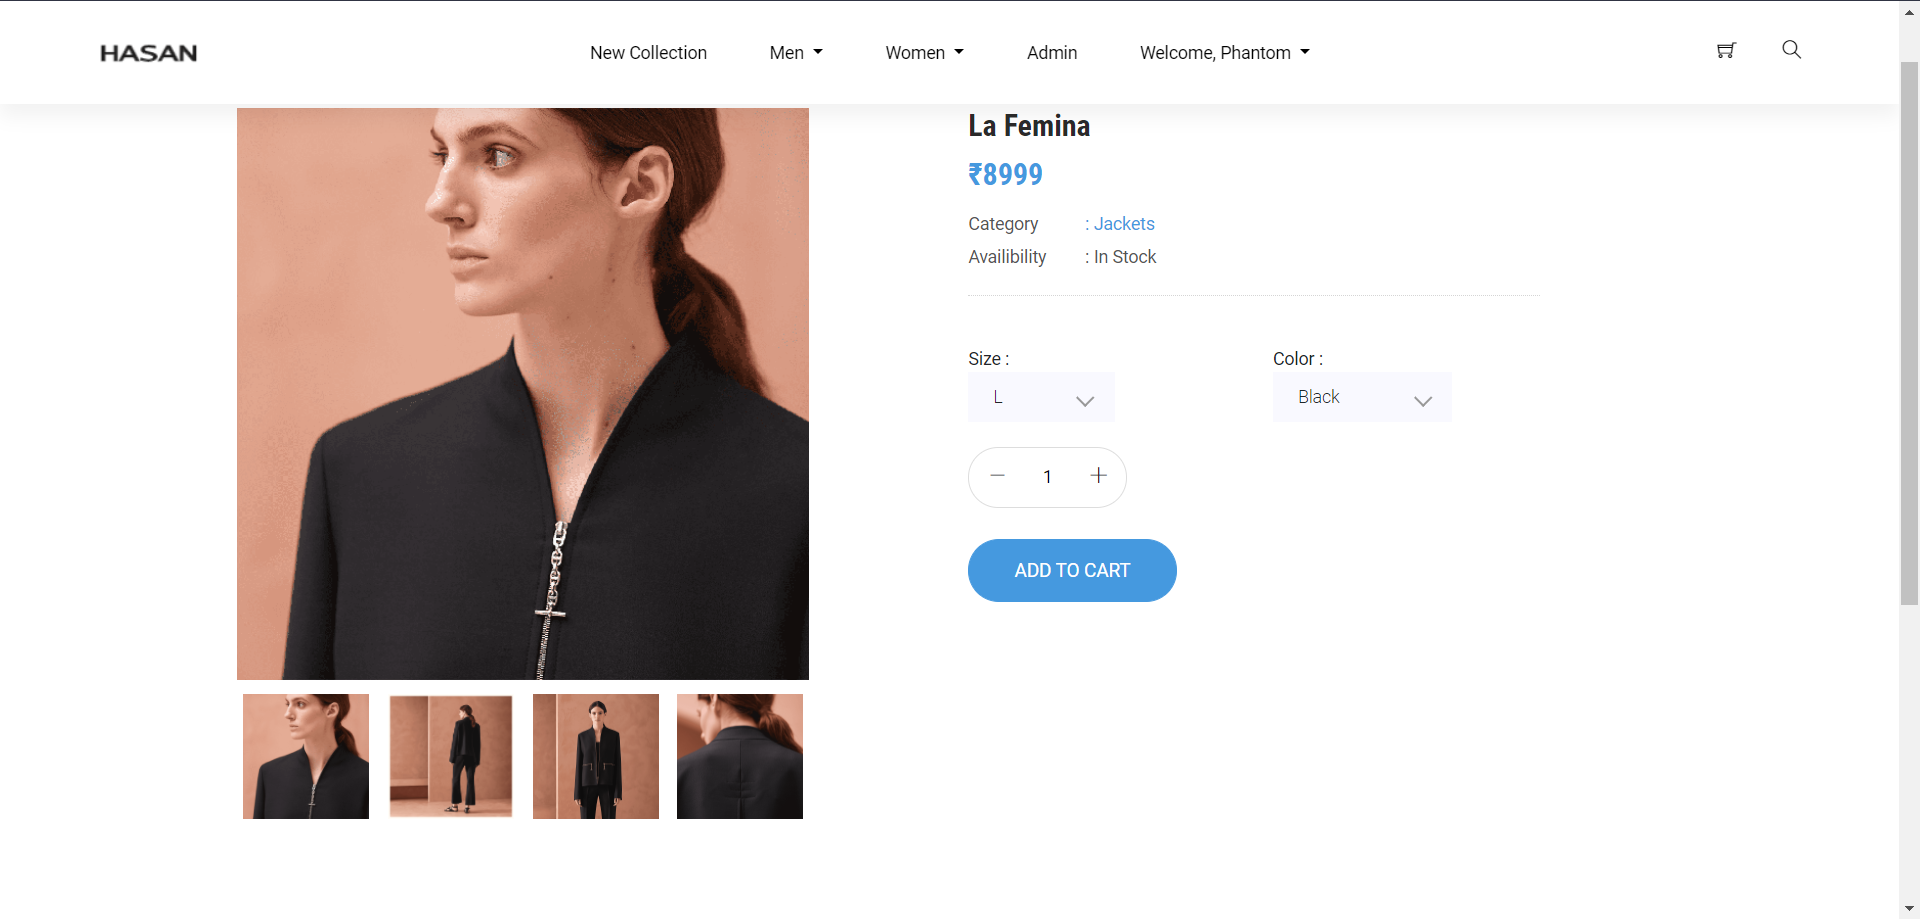 HASAN
New Collection
Men
Women
Admin
Welcome, Phantom
La Femina
₹8999
Category : Jackets
Availibility : In Stock
Size :
Color :
L
Black
1
ADD TO CART